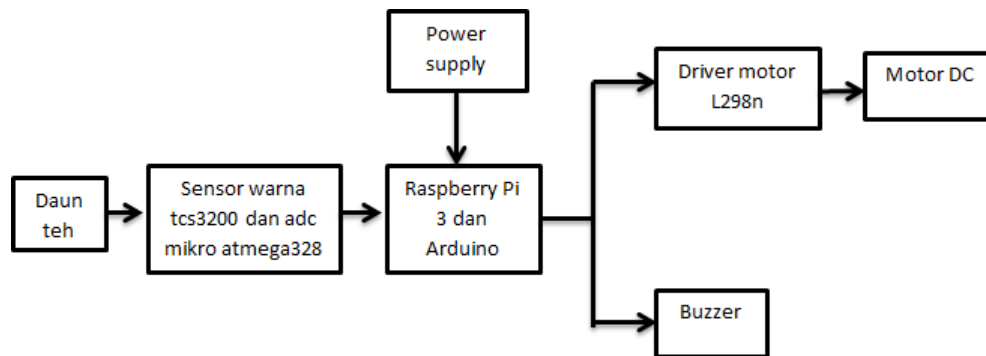 Power
supply
Driver motor
L298n
Motor DC
Daun
teh
Sensor warna
tcs3200 dan adc
mikro atmega328
Raspberry Pi
3 dan
Arduino
Buzzer